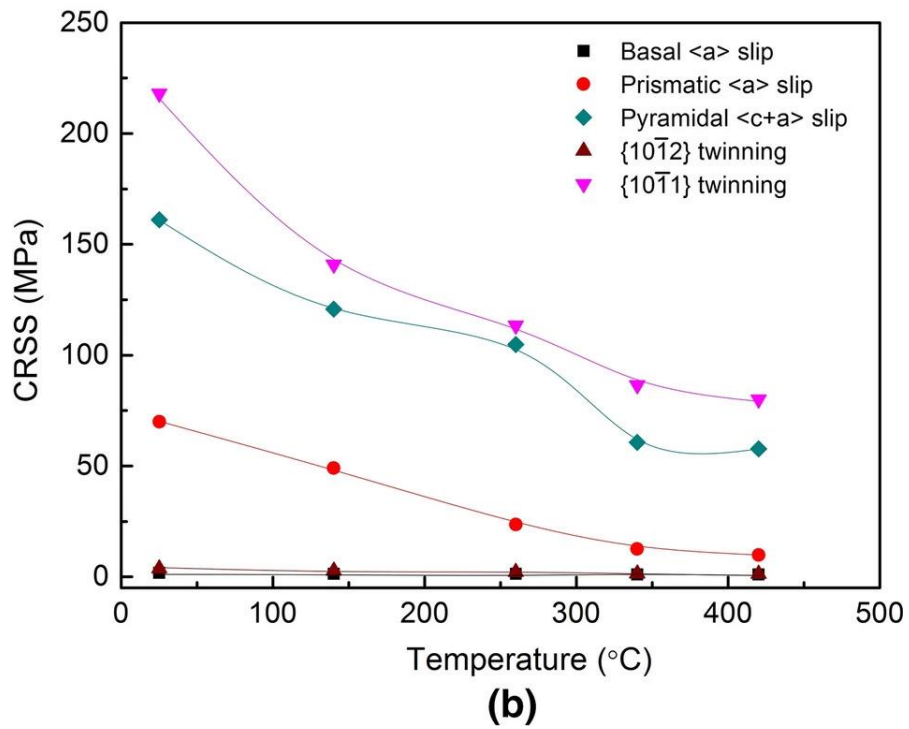 250
200
150
100
50
0
CRSS (MPa)
Basal <a> slip
Prismatic <a> slip
Pyramidal <c+a> slip
{101̅2} twinning
{101̅1} twinning
0 100 200 300 400 500
Temperature (°C)
(b)